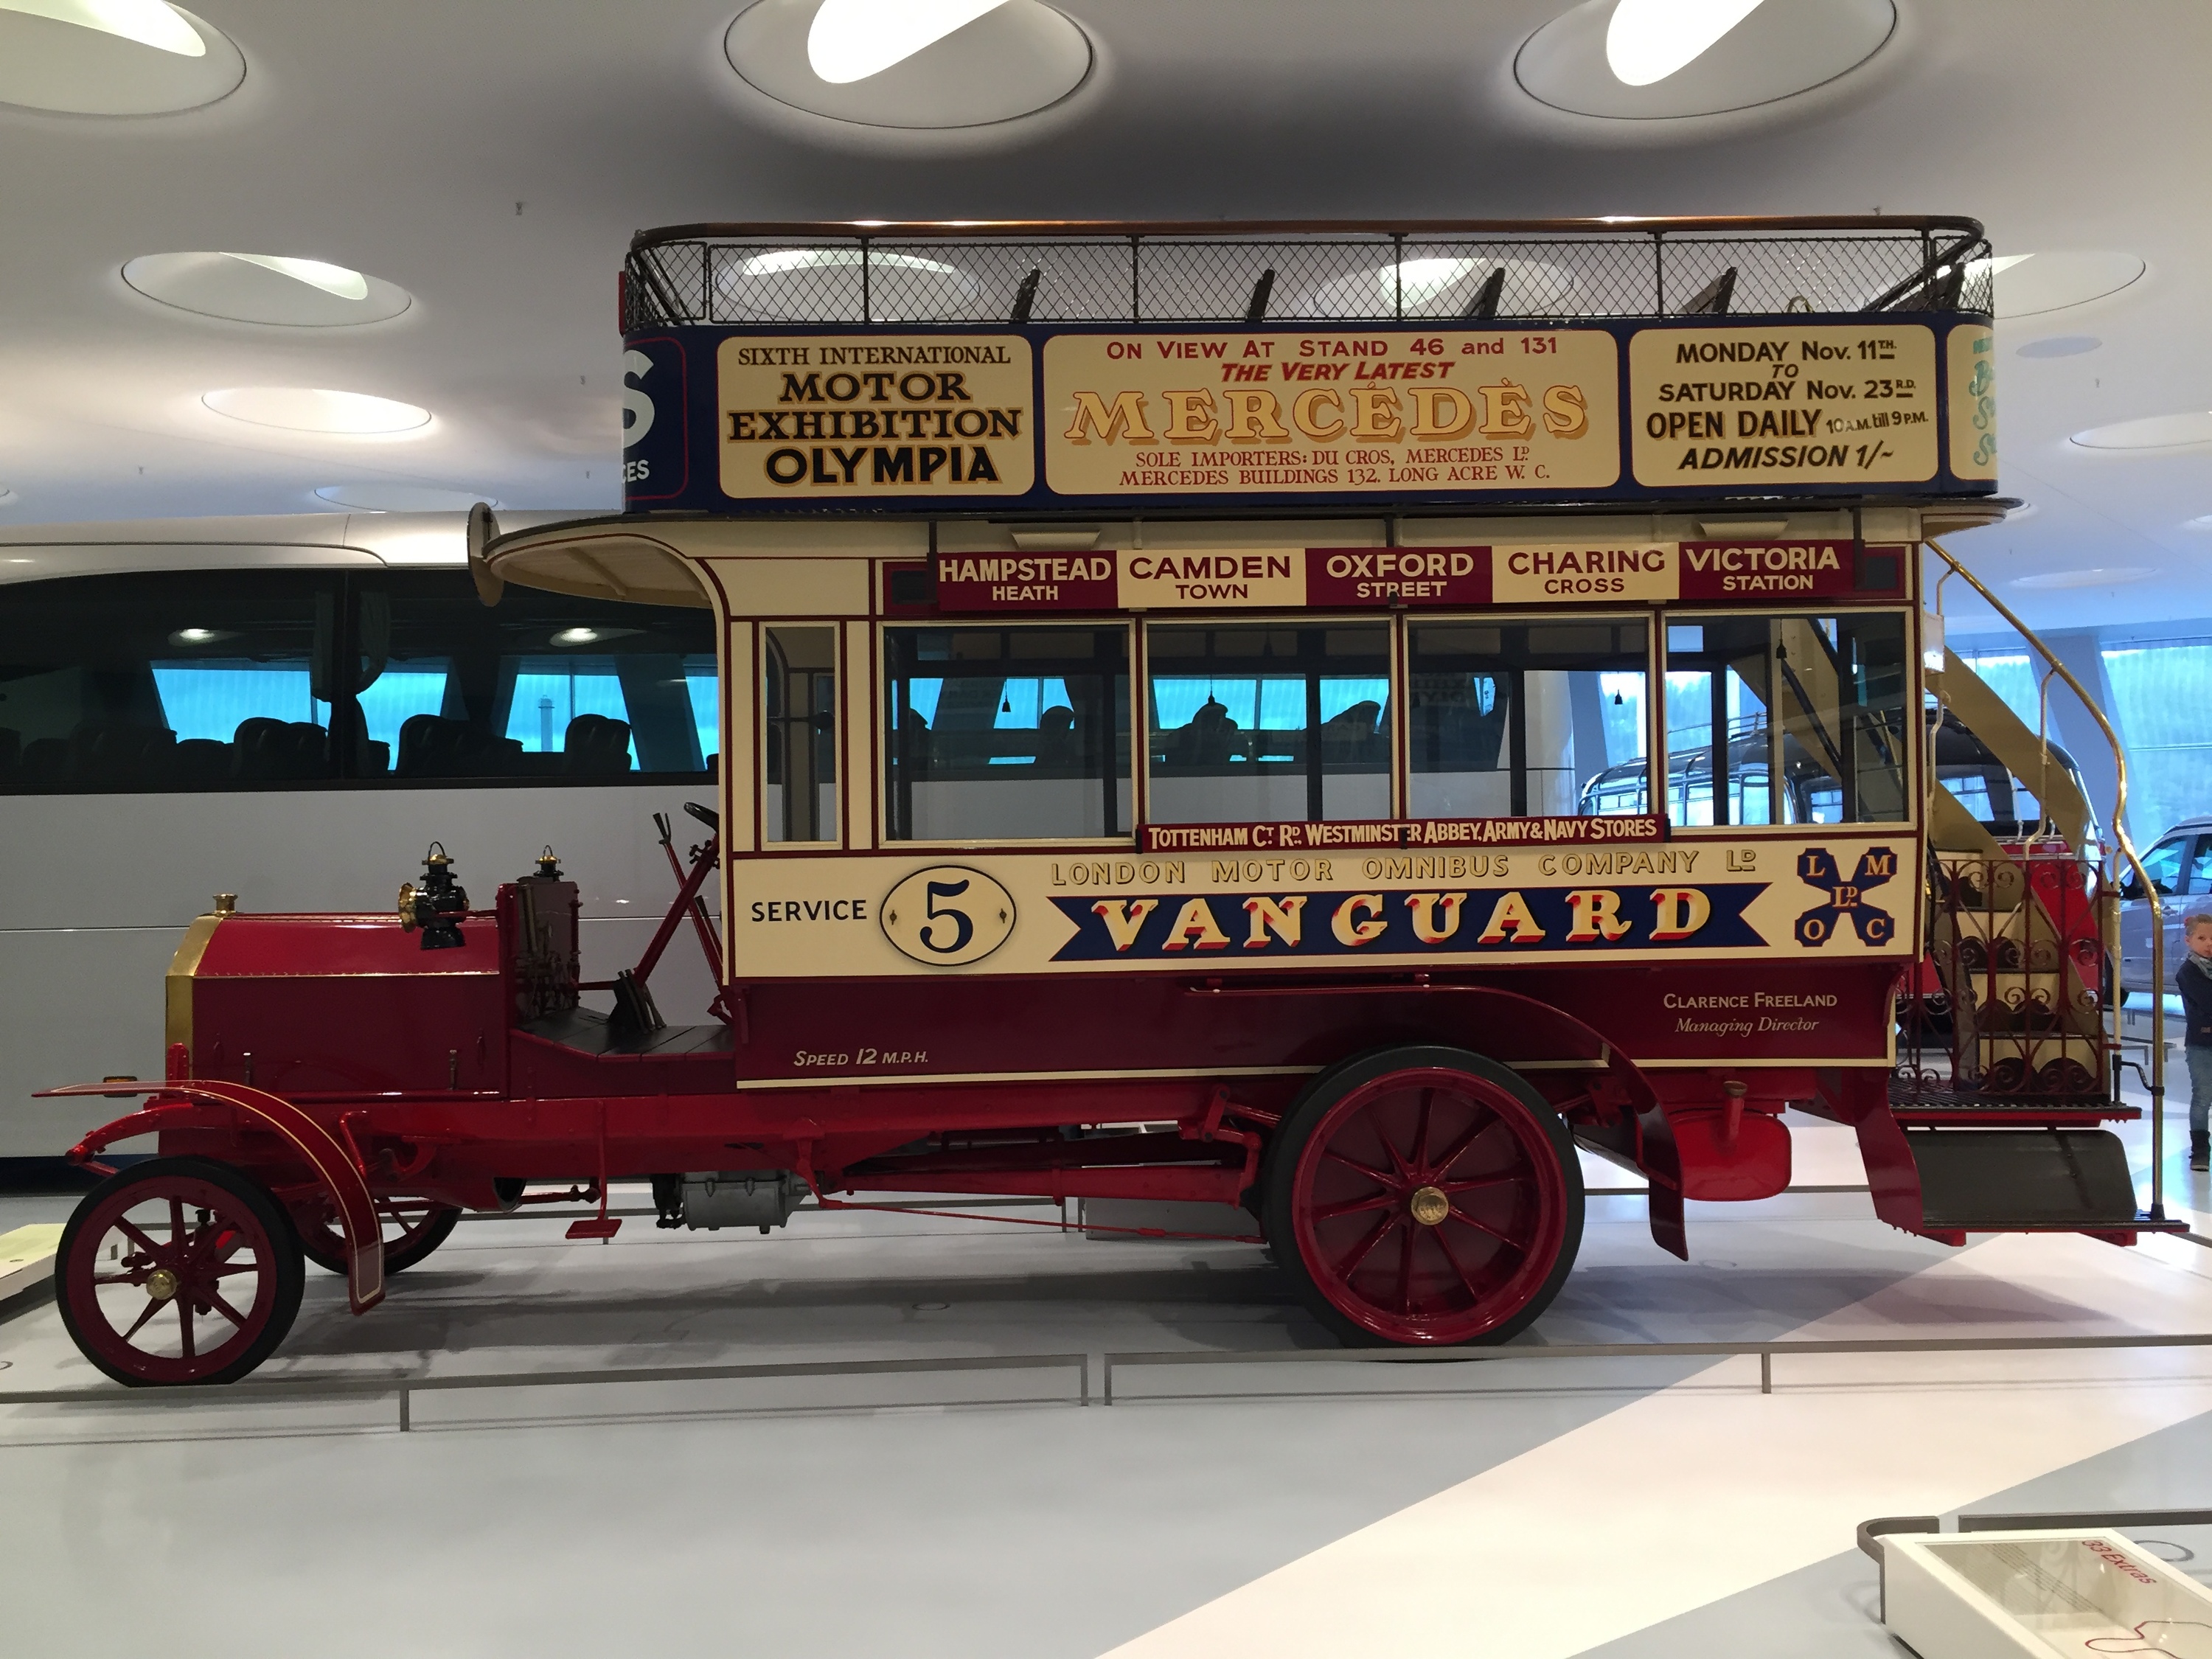 S
CES
SIXTH INTERNATIONAL
MOTOR
EXHIBITION
OLYMPIA
ON VIEW AT STAND 46 and 131
THE VERY LATEST
MERCÉDÈS
SOLE IMPORTERS: DU CROS, MERCEDES LD
MERCEDES BUILDINGS 132. LONG ACRE W. C.
MONDAY Nov. 11TH.
TO
SATURDAY Nov. 23RD.
OPEN DAILY 10 A.M. till 9 P.M.
ADMISSION 1/~
HAMPSTEAD
HEATH
CAMDEN
TOWN
OXFORD
STREET
CHARING
CROSS
VICTORIA
STATION
TOTTENHAM CT RD., WESTMINSTER ABBEY, ARMY & NAVY STORES
SERVICE 5
LONDON MOTOR OMNIBUS COMPANY LD
VANGUARD
L M
LD
O C
CLARENCE FREELAND
Managing Director
SPEED 12 M.P.H.
33 Extras